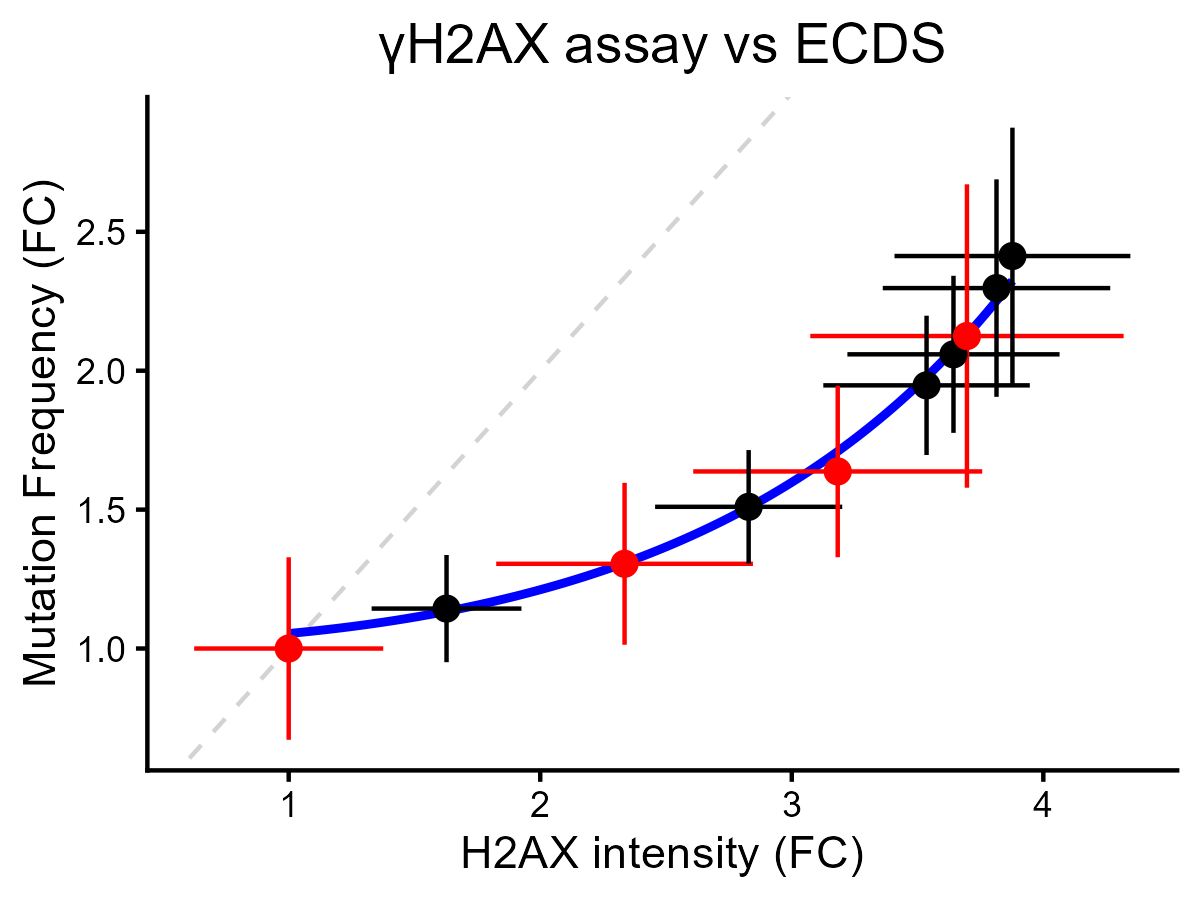 γH2AX assay vs ECDS
Mutation Frequency (FC)
2.5
2.0
1.5
1.0
1 2 3 4
H2AX intensity (FC)